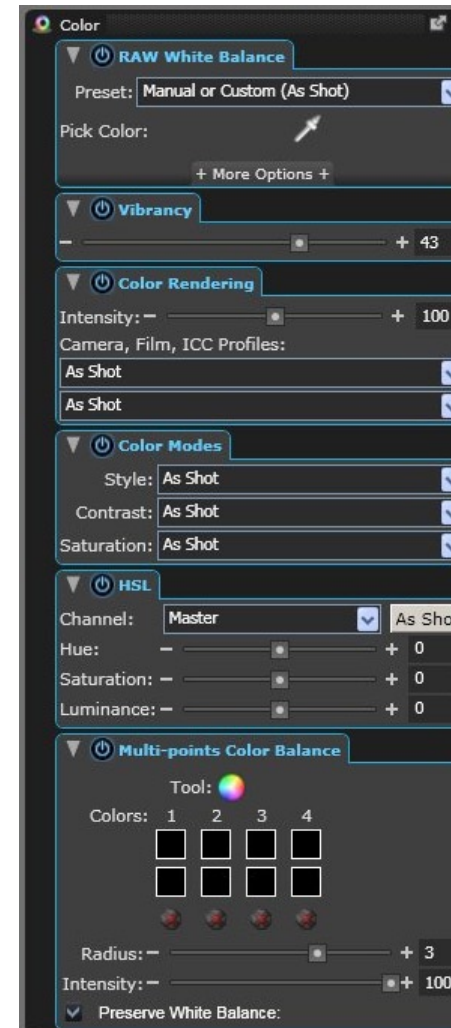 Color
RAW White Balance
Preset: Manual or Custom (As Shot)
Pick Color:
+ More Options +
Vibrancy
− + 43
Color Rendering
Intensity: − + 100
Camera, Film, ICC Profiles:
As Shot
As Shot
Color Modes
Style: As Shot
Contrast: As Shot
Saturation: As Shot
HSL
Channel: Master As Sho
Hue: − + 0
Saturation: − + 0
Luminance: − + 0
Multi-points Color Balance
Tool:
Colors: 1 2 3 4
Radius: − + 3
Intensity: − + 100
Preserve White Balance: